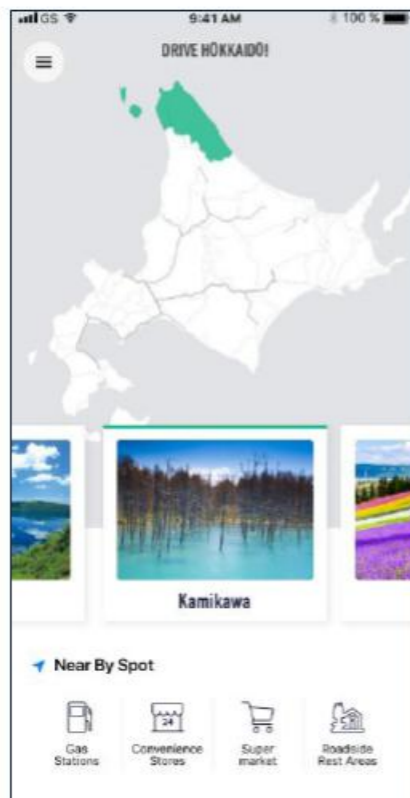 GS 9:41 AM 100 %
DRIVE HOKKAIDO!
Kamikawa
Near By Spot
Gas
Stations
24
Convenience
Stores
Super
market
Roadside
Rest Areas